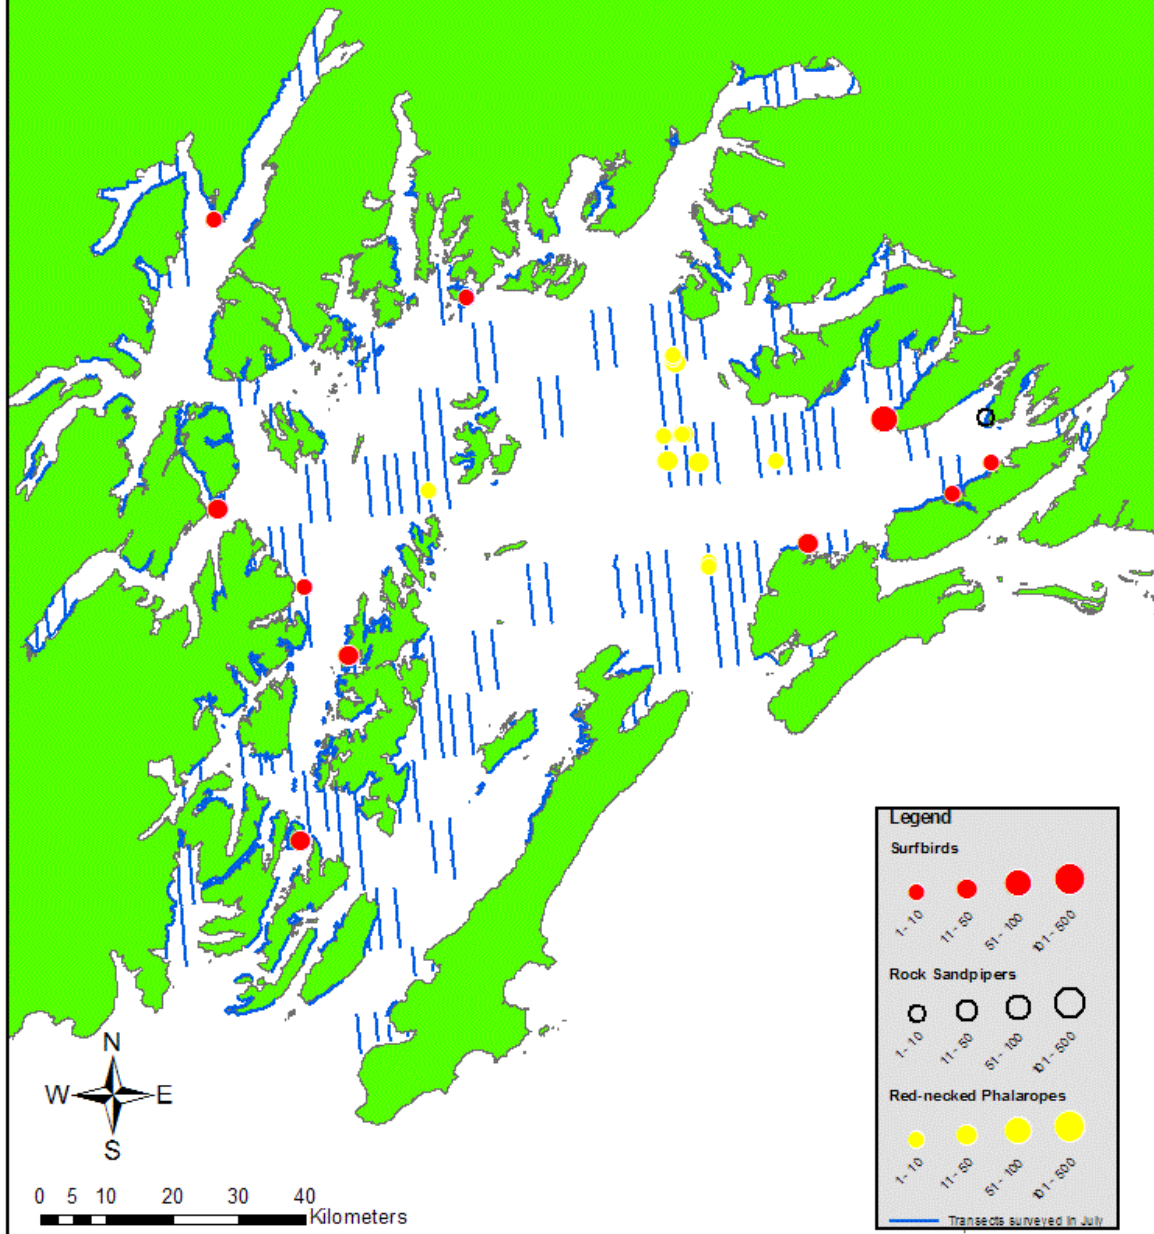 Legend
Surfbirds
1-10 11-50 51-100 101-500
Rock Sandpipers
1-10 11-50 51-100 101-500
Red-necked Phalaropes
1-10 11-50 51-100 101-500
Transects surveyed in July
N
W E
S
0 5 10 20 30 40
Kilometers